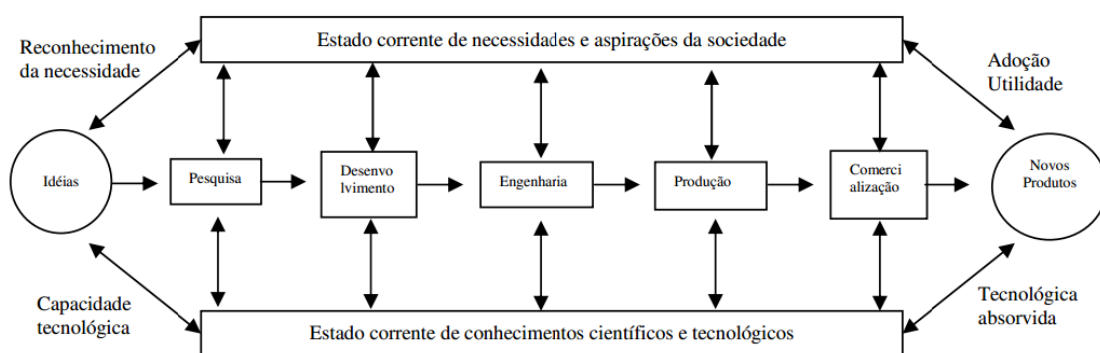 Estado corrente de necessidades e aspirações da sociedade
Reconhecimento
da necessidade
Adoção
Utilidade
Idéias
Pesquisa
Desenvo
lvimento
Engenharia
Produção
Comerci
alização
Novos
Produtos
Capacidade
tecnológica
Tecnológica
absorvida
Estado corrente de conhecimentos científicos e tecnológicos